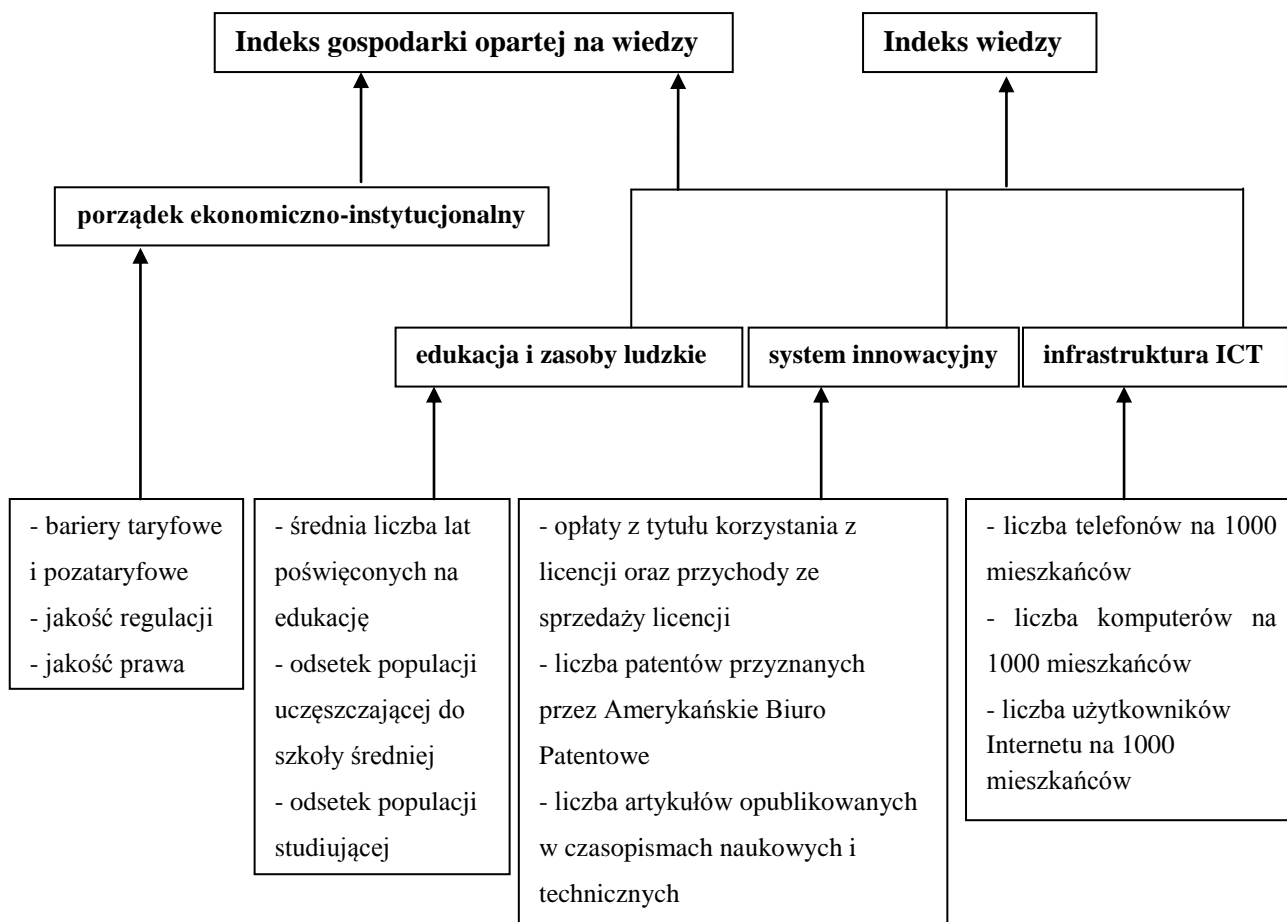 Indeks gospodarki opartej na wiedzy
Indeks wiedzy
porządek ekonomiczno-instytucjonalny
edukacja i zasoby ludzkie
system innowacyjny
infrastruktura ICT
- bariery taryfowe
i pozataryfowe
- jakość regulacji
- jakość prawa
- średnia liczba lat
poświęconych na
edukację
- odsetek populacji
uczęszczającej do
szkoły średniej
- odsetek populacji
studiującej
- opłaty z tytułu korzystania z
licencji oraz przychody ze
sprzedaży licencji
- liczba patentów przyznanych
przez Amerykańskie Biuro
Patentowe
- liczba artykułów opublikowanych
w czasopismach naukowych i
technicznych
- liczba telefonów na 1000
mieszkańców
- liczba komputerów na
1000 mieszkańców
- liczba użytkowników
Internetu na 1000
mieszkańców